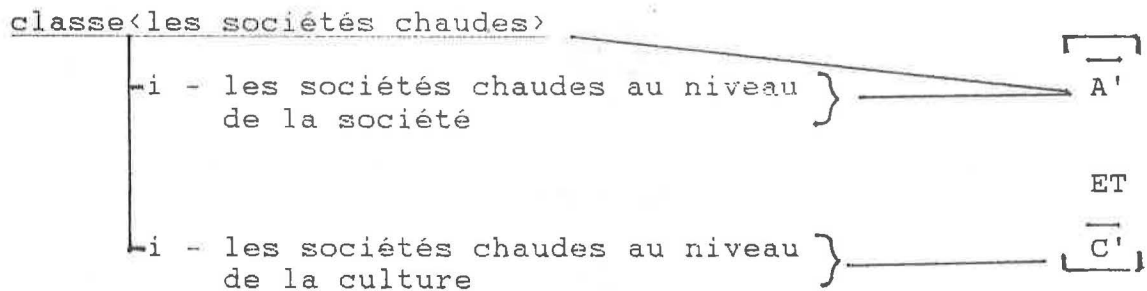 classe<les sociétés chaudes>
i - les sociétés chaudes au niveau A'
de la société
ET
i - les sociétés chaudes au niveau C'
de la culture